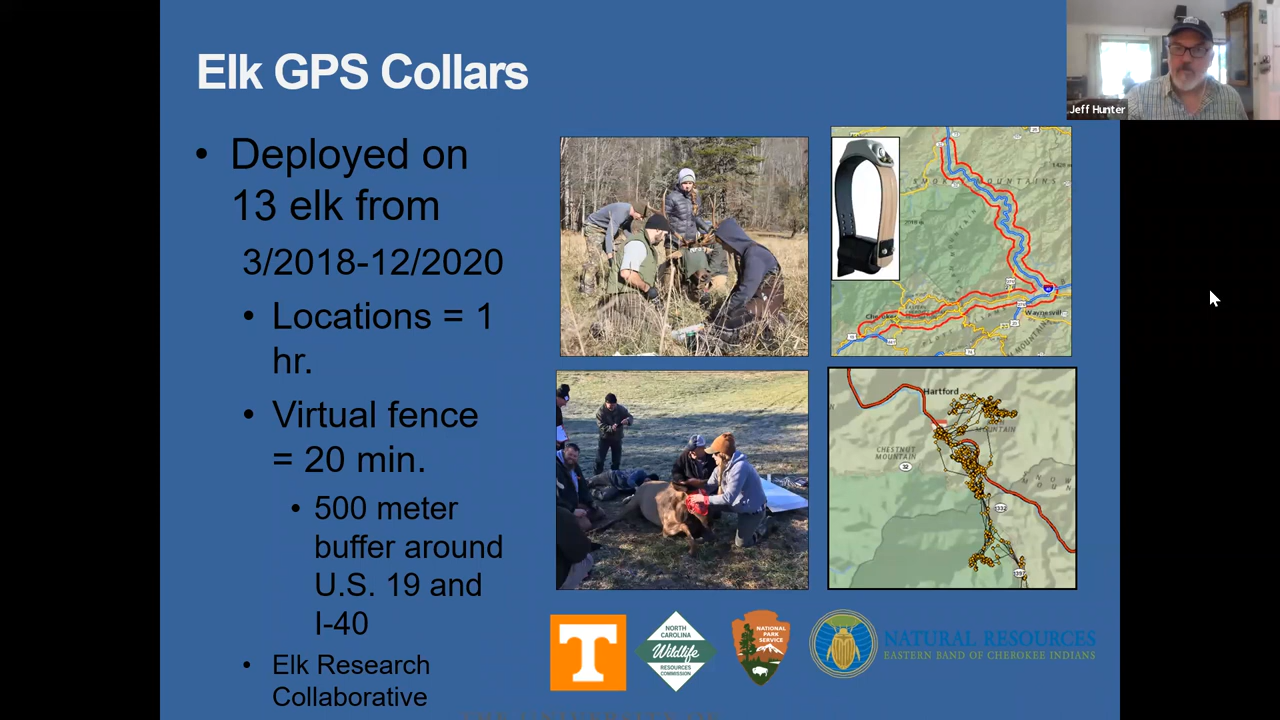 Elk GPS Collars
Jeff Hunter
• Deployed on
13 elk from
3/2018-12/2020
• Locations = 1
hr.
• Virtual fence
= 20 min.
• 500 meter
buffer around
U.S. 19 and
I-40
• Elk Research
Collaborative
Hartford
CHESTNUT
MOUNTAIN
32
T
NORTH
CAROLINA
Wildlife
RESOURCES
COMMISSION
NATIONAL
PARK
SERVICE
NATURAL RESOURCES
EASTERN BAND OF CHEROKEE INDIANS